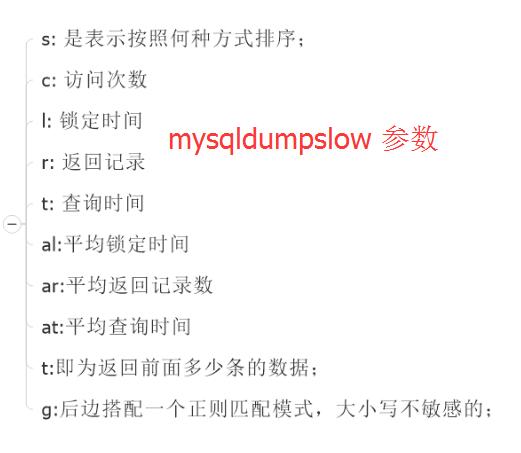 s: 是表示按照何种方式排序；
c: 访问次数
l: 锁定时间
mysqldumpslow 参数
r: 返回记录
t: 查询时间
al:平均锁定时间
ar:平均返回记录数
at:平均查询时间
t:即为返回前面多少条的数据；
g:后边搭配一个正则匹配模式，大小写不敏感的；